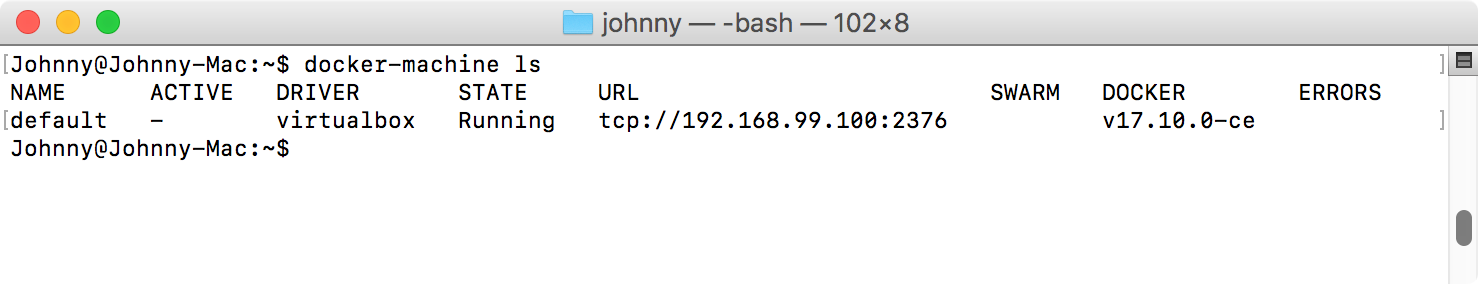 johnny — -bash — 102×8
[Johnny@Johnny-Mac:~$ docker-machine ls ]
NAME ACTIVE DRIVER STATE URL SWARM DOCKER ERRORS
[default - virtualbox Running tcp://192.168.99.100:2376 v17.10.0-ce ]
Johnny@Johnny-Mac:~$